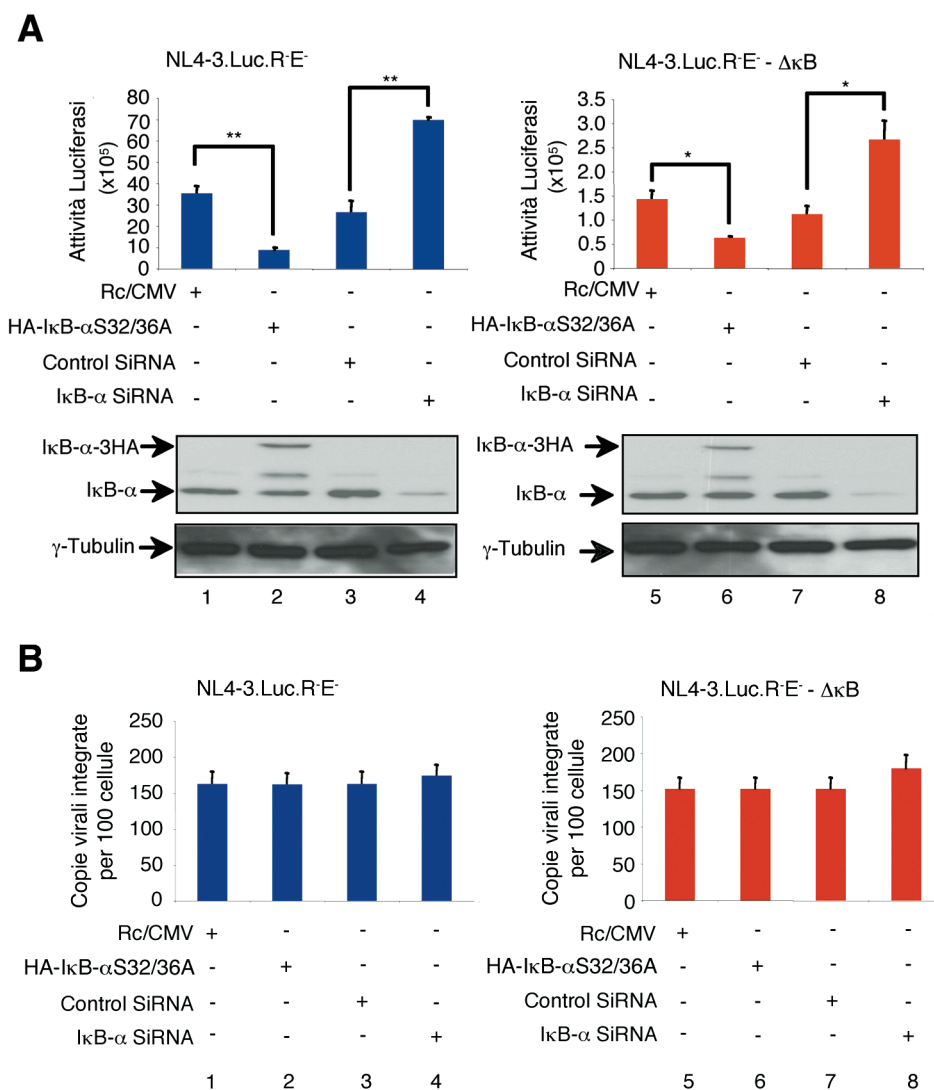 A
NL4-3.Luc.R⁻E⁻
NL4-3.Luc.R⁻E⁻ - ΔκB
Attività Luciferasi
(x10⁵)
80
70
60
50
40
30
20
10
0
**
**
Attività Luciferasi
(x10⁵)
3.5
3.0
2.5
2.0
1.5
1.0
0.5
0
*
*
Rc/CMV + - - -
HA-IκB-αS32/36A - + - -
Control SiRNA - - + -
IκB-α SiRNA - - - +
Rc/CMV + - - -
HA-IκB-αS32/36A - + - -
Control SiRNA - - + -
IκB-α SiRNA - - - +
IκB-α-3HA
IκB-α
γ-Tubulin
1 2 3 4
IκB-α-3HA
IκB-α
γ-Tubulin
5 6 7 8
B
NL4-3.Luc.R⁻E⁻
NL4-3.Luc.R⁻E⁻ - ΔκB
Copie virali integrate
per 100 cellule
250
200
150
100
50
0
Copie virali integrate
per 100 cellule
250
200
150
100
50
0
Rc/CMV + - - -
HA-IκB-αS32/36A - + - -
Control SiRNA - - + -
IκB-α SiRNA - - - +
1 2 3 4
Rc/CMV + - - -
HA-IκB-αS32/36A - + - -
Control SiRNA - - + -
IκB-α SiRNA - - - +
5 6 7 8